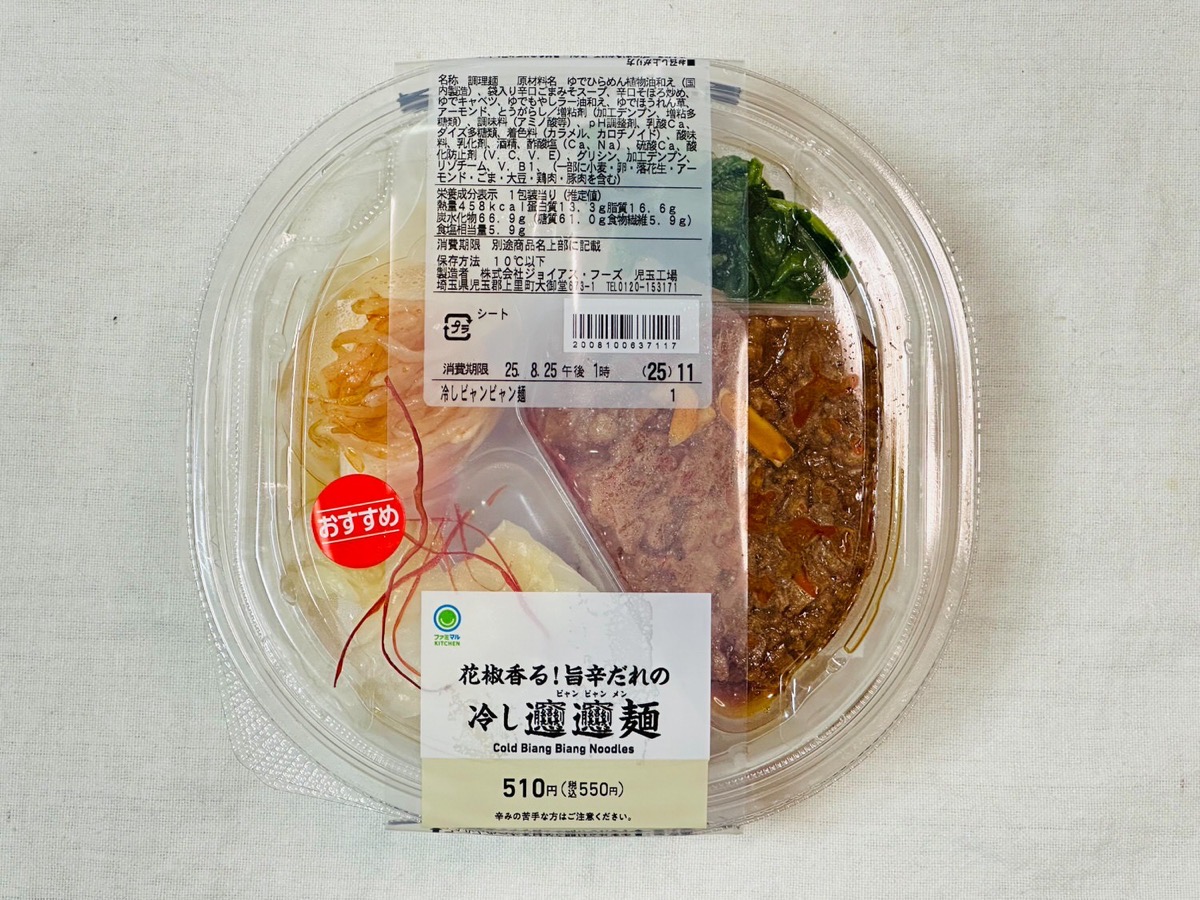 ■お召し上がり方
名称 調理麺 原材料名 ゆでひらめん植物油和え（国
内製造）、袋入り辛口ごまみそスープ、辛口そぼろ炒め、
ゆでキャベツ、ゆでもやしラー油和え、ゆでほうれん草、
アーモンド、とうがらし／増粘剤（加工デンプン、増粘多
糖類）、調味料（アミノ酸等）、ｐＨ調整剤、乳酸Ｃａ、
ダイズ多糖類、着色料（カラメル、カロチノイド）、酸味
料、乳化剤、酒精、酢酸塩（Ｃａ、Ｎａ）、硫酸Ｃａ、酸
化防止剤（Ｖ．Ｃ、Ｖ．Ｅ）、グリシン、加工デンプン、
リゾチーム、Ｖ．Ｂ１、（一部に小麦・卵・落花生・アー
モンド・ごま・大豆・鶏肉・豚肉を含む）
栄養成分表示 １包装当り（推定値）
熱量４５８ｋｃａｌ蛋白質１３．３ｇ脂質１６．６ｇ
炭水化物６６．９ｇ（糖質６１．０ｇ食物繊維５．９ｇ）
食塩相当量５．９ｇ
消費期限 別途商品名上部に記載
保存方法 １０℃以下
製造者 株式会社ジョイアス・フーズ 児玉工場
埼玉県児玉郡上里町大御堂873-1 TEL0120-153171
プラ
シート
2008100637117
消費期限 25. 8.25 午後 1時 (25) 11
冷しビャンビャン麺 1
おすすめ
ファミマル
KITCHEN
花椒香る！旨辛だれの
ビャン ビャン メン
冷し𰻞𰻞麺
Cold Biang Biang Noodles
510円（税込550円）
辛みの苦手な方はご注意ください。